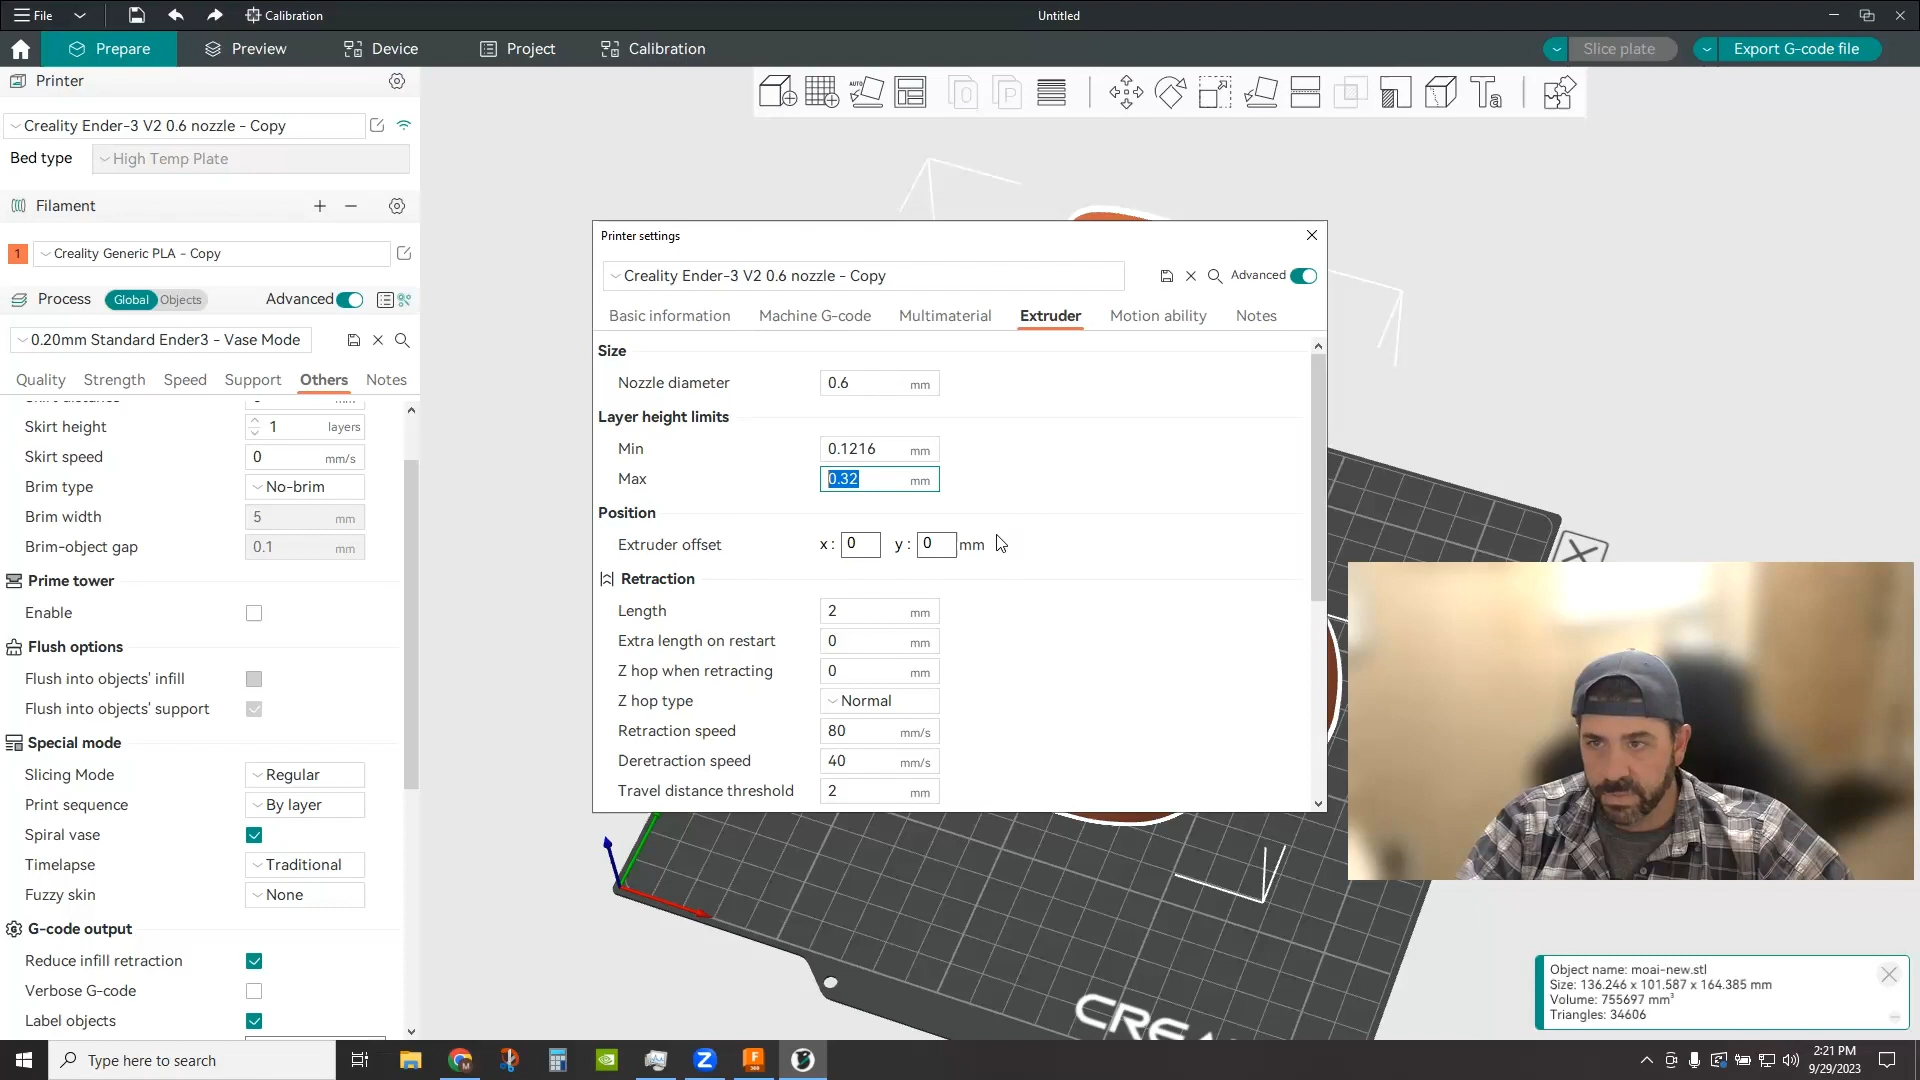 File
Calibration
Untitled
Prepare
Preview
Device
Project
Calibration
Slice plate
Export G-code file
Printer
Creality Ender-3 V2 0.6 nozzle - Copy
Bed type
High Temp Plate
Filament
1
Creality Generic PLA - Copy
Process
Global
Objects
Advanced
0.20mm Standard Ender3 - Vase Mode
Quality
Strength
Speed
Support
Others
Notes
Skirt height
1
layers
Skirt speed
0
mm/s
Brim type
No-brim
Brim width
5
mm
Brim-object gap
0.1
mm
Prime tower
Enable
Flush options
Flush into objects' infill
Flush into objects' support
Special mode
Slicing Mode
Regular
Print sequence
By layer
Spiral vase
Timelapse
Traditional
Fuzzy skin
None
G-code output
Reduce infill retraction
Verbose G-code
Label objects
AUTO
O
P
Ta
Printer settings
Creality Ender-3 V2 0.6 nozzle - Copy
Advanced
Basic information
Machine G-code
Multimaterial
Extruder
Motion ability
Notes
Size
Nozzle diameter
0.6
mm
Layer height limits
Min
0.1216
mm
Max
0.32
mm
Position
Extruder offset
x :
0
y :
0
mm
Retraction
Length
2
mm
Extra length on restart
0
mm
Z hop when retracting
0
mm
Z hop type
Normal
Retraction speed
80
mm/s
Deretraction speed
40
mm/s
Travel distance threshold
2
mm
CREA
Object name: moai-new.stl
Size: 136.246 x 101.587 x 164.385 mm
Volume: 755697 mm³
Triangles: 34606
Type here to search
2:21 PM
9/29/2023